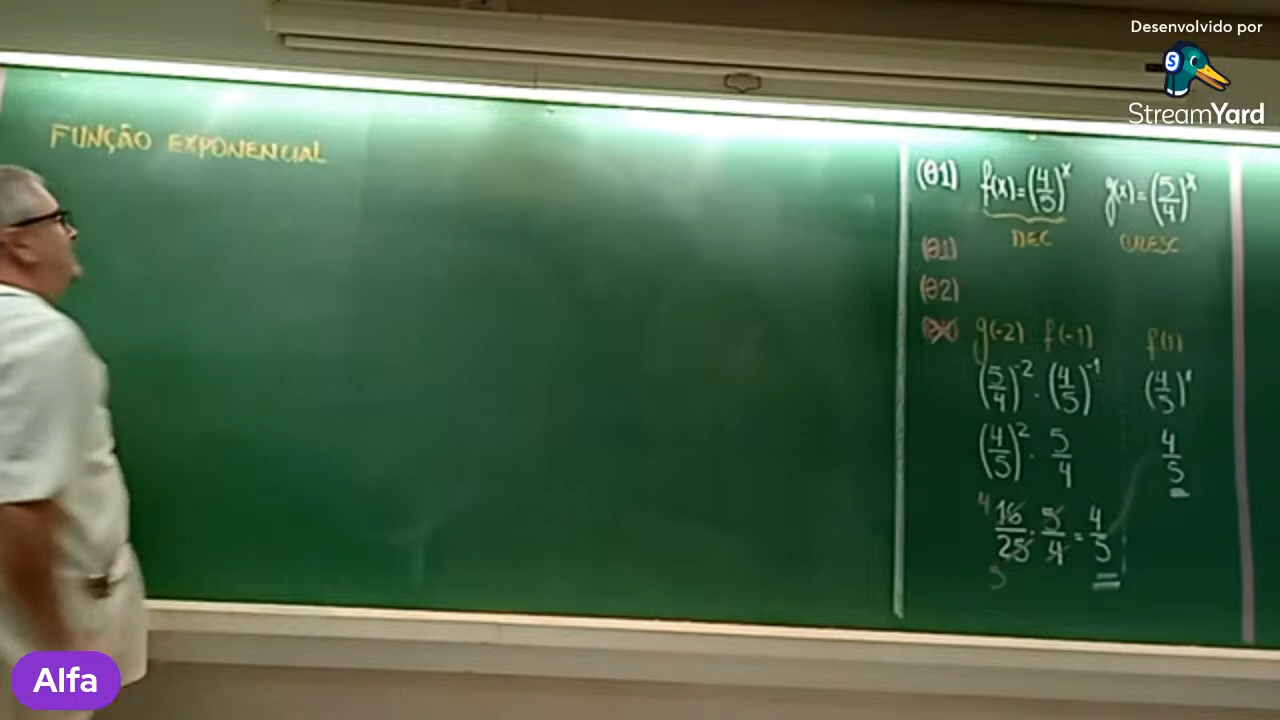 Desenvolvido por
StreamYard
FUNÇÃO EXPONENCIAL
(01) f(x)=(4/5)^x g(x)=(5/4)^x
DEC CRESC
(01)
(02)
g(-2) . f(-1) f(1)
(5/4)^-2 . (4/5)^-1 (4/5)^1
(4/5)^2 . 5/4 4/5
4 16/25 . 5/4 = 4/5
5
Alfa